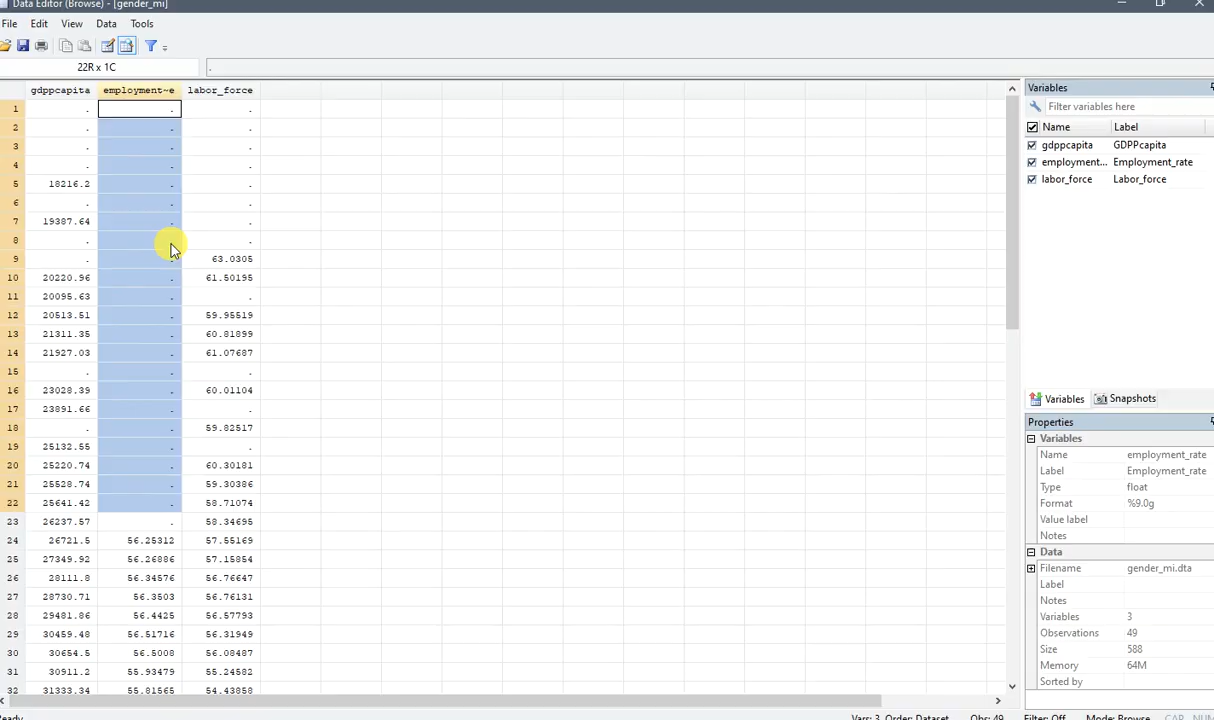 Data Editor (Browse) - [gender_mi]
File Edit View Data Tools
22R x 1C .
gdppcapita employment~e labor_force
1 . . .
2 . . .
3 . . .
4 . . .
5 18216.2 . .
6 . . .
7 19387.64 . .
8 . . .
9 . . 63.0305
10 20220.96 . 61.50195
11 20095.63 . .
12 20513.51 . 59.95519
13 21311.35 . 60.81899
14 21927.03 . 61.07687
15 . . .
16 23028.39 . 60.01104
17 23891.66 . .
18 . . 59.82517
19 25132.55 . .
20 25220.74 . 60.30181
21 25528.74 . 59.30386
22 25641.42 . 58.71074
23 26237.57 . 58.34695
24 26721.5 56.25312 57.55169
25 27349.92 56.26886 57.15854
26 28111.8 56.34576 56.76647
27 28730.71 56.3503 56.76131
28 29481.86 56.4425 56.57793
29 30459.48 56.51716 56.31949
30 30654.5 56.5008 56.08487
31 30911.2 55.93479 55.24582
32 31333.34 55.81565 54.43858
Variables
Filter variables here
Name Label
gdppcapita GDPPcapita
employment... Employment_rate
labor_force Labor_force
Variables Snapshots
Properties
Variables
Name employment_rate
Label Employment_rate
Type float
Format %9.0g
Value label
Notes
Data
Filename gender_mi.dta
Label
Notes
Variables 3
Observations 49
Size 588
Memory 64M
Sorted by
Ready Vars: 3 Order: Dataset Obs: 49 Filter: Off Mode: Browse CAP NUM